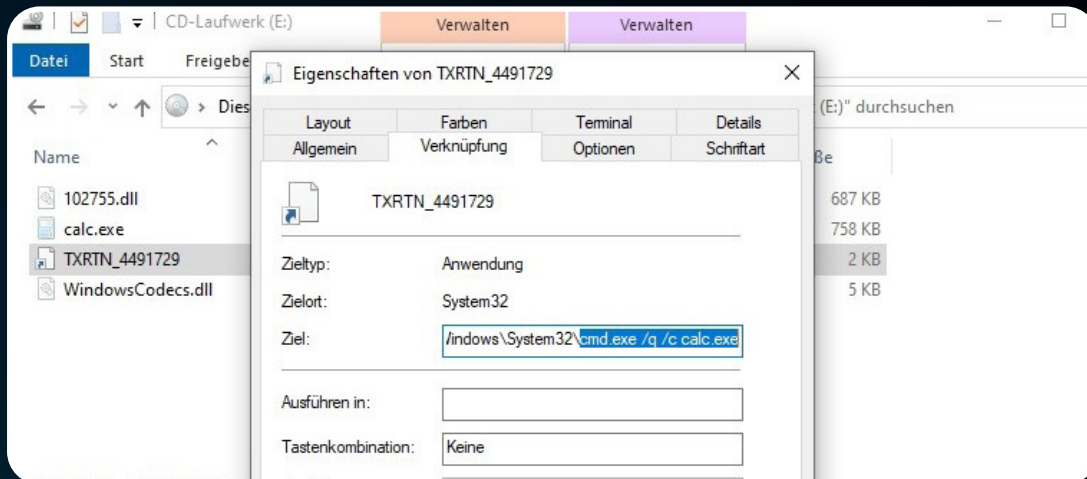 CD-Laufwerk (E:)
Verwalten
Verwalten
Datei
Start
Freigebe
Eigenschaften von TXRTN_4491729
Dies
(E:)" durchsuchen
Layout
Farben
Terminal
Details
Allgemein
Verknüpfung
Optionen
Schriftart
Name
ße
102755.dll
687 KB
calc.exe
758 KB
TXRTN_4491729
2 KB
WindowsCodecs.dll
5 KB
TXRTN_4491729
Zieltyp:
Anwendung
Zielort:
System32
Ziel:
indows\System32\cmd.exe /q /c calc.exe
Ausführen in:
Tastenkombination:
Keine